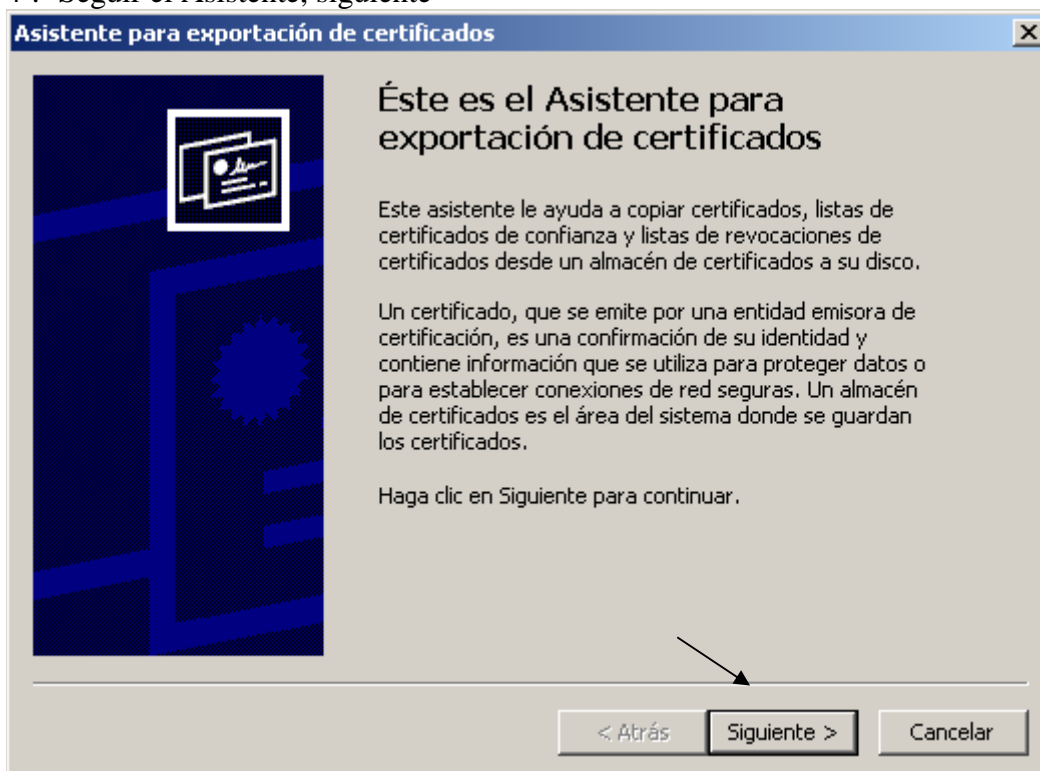 Seguir el Asistente, siguiente
Asistente para exportación de certificados
Éste es el Asistente para
exportación de certificados
Este asistente le ayuda a copiar certificados, listas de
certificados de confianza y listas de revocaciones de
certificados desde un almacén de certificados a su disco.
Un certificado, que se emite por una entidad emisora de
certificación, es una confirmación de su identidad y
contiene información que se utiliza para proteger datos o
para establecer conexiones de red seguras. Un almacén
de certificados es el área del sistema donde se guardan
los certificados.
Haga clic en Siguiente para continuar.
< Atrás Siguiente > Cancelar